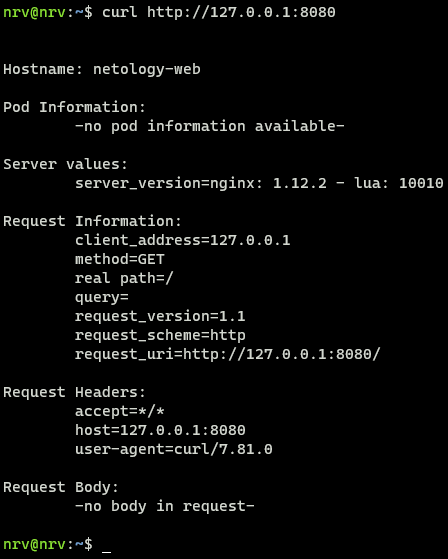 nrv@nrv:~$ curl http://127.0.0.1:8080
Hostname: netology-web
Pod Information:
-no pod information available-
Server values:
server_version=nginx: 1.12.2 - lua: 10010
Request Information:
client_address=127.0.0.1
method=GET
real path=/
query=
request_version=1.1
request_scheme=http
request_uri=http://127.0.0.1:8080/
Request Headers:
accept=*/*
host=127.0.0.1:8080
user-agent=curl/7.81.0
Request Body:
-no body in request-
nrv@nrv:~$ _